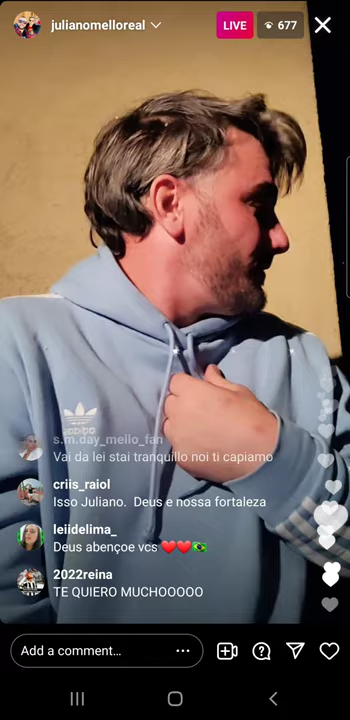 julianomelloreal
LIVE
677
adidas
s.m.day_mello_fan
Vai da lei stai tranquillo noi ti capiamo
criis_raiol
Isso Juliano. Deus e nossa fortaleza
leiidelima_
Deus abençoe vcs ❤️❤️🇧🇷
2022reina
TE QUIERO MUCHOOOOO
Add a comment...